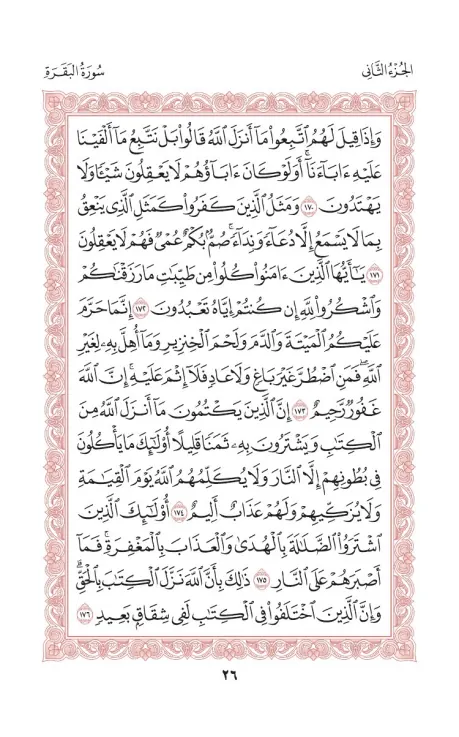 الجُزْءُ الثَّانِي
سُورَةُ البَقَرَةِ
وَإِذَا قِيلَ لَهُمُ ٱتَّبِعُوا۟ مَآ أَنزَلَ ٱللَّهُ قَالُوا۟ بَلْ نَتَّبِعُ مَآ أَلْفَيْنَا
عَلَيْهِ ءَابَآءَنَآ ۗ أَوَلَوْ كَانَ ءَابَآؤُهُمْ لَا يَعْقِلُونَ شَيْـًٔا وَلَا
يَهْتَدُونَ ١٧٠ وَمَثَلُ ٱلَّذِينَ كَفَرُوا۟ كَمَثَلِ ٱلَّذِى يَنْعِقُ
بِمَا لَا يَسْمَعُ إِلَّا دُعَآءً وَنِدَآءً ۚ صُمٌّۢ بُكْمٌ عُمْىٌ فَهُمْ لَا يَعْقِلُونَ
١٧١ يَـٰٓأَيُّهَا ٱلَّذِينَ ءَامَنُوا۟ كُلُوا۟ مِن طَيِّبَـٰتِ مَا رَزَقْنَـٰكُمْ
وَٱشْكُرُوا۟ لِلَّهِ إِن كُنتُمْ إِيَّاهُ تَعْبُدُونَ ١٧٢ إِنَّمَا حَرَّمَ
عَلَيْكُمُ ٱلْمَيْتَةَ وَٱلدَّمَ وَلَحْمَ ٱلْخِنزِيرِ وَمَآ أُهِلَّ بِهِۦ لِغَيْرِ
ٱللَّهِ ۖ فَمَنِ ٱضْطُرَّ غَيْرَ بَاغٍ وَلَا عَادٍ فَلَآ إِثْمَ عَلَيْهِ ۚ إِنَّ ٱللَّهَ
غَفُورٌ رَّحِيمٌ ١٧٣ إِنَّ ٱلَّذِينَ يَكْتُمُونَ مَآ أَنزَلَ ٱللَّهُ مِنَ
ٱلْكِتَـٰبِ وَيَشْتَرُونَ بِهِۦ ثَمَنًا قَلِيلًا ۙ أُو۟لَـٰٓئِكَ مَا يَأْكُلُونَ
فِى بُطُونِهِمْ إِلَّا ٱلنَّارَ وَلَا يُكَلِّمُهُمُ ٱللَّهُ يَوْمَ ٱلْقِيَـٰمَةِ
وَلَا يُزَكِّيهِمْ وَلَهُمْ عَذَابٌ أَلِيمٌ ١٧٤ أُو۟لَـٰٓئِكَ ٱلَّذِينَ
ٱشْتَرَوُا۟ ٱلضَّلَـٰلَةَ بِٱلْهُدَىٰ وَٱلْعَذَابَ بِٱلْمَغْفِرَةِ ۚ فَمَآ
أَصْبَرَهُمْ عَلَى ٱلنَّارِ ١٧٥ ذَٰلِكَ بِأَنَّ ٱللَّهَ نَزَّلَ ٱلْكِتَـٰبَ بِٱلْحَقِّ ۗ
وَإِنَّ ٱلَّذِينَ ٱخْتَلَفُوا۟ فِى ٱلْكِتَـٰبِ لَفِى شِقَاقٍۭ بَعِيدٍ ١٧٦
٢٦